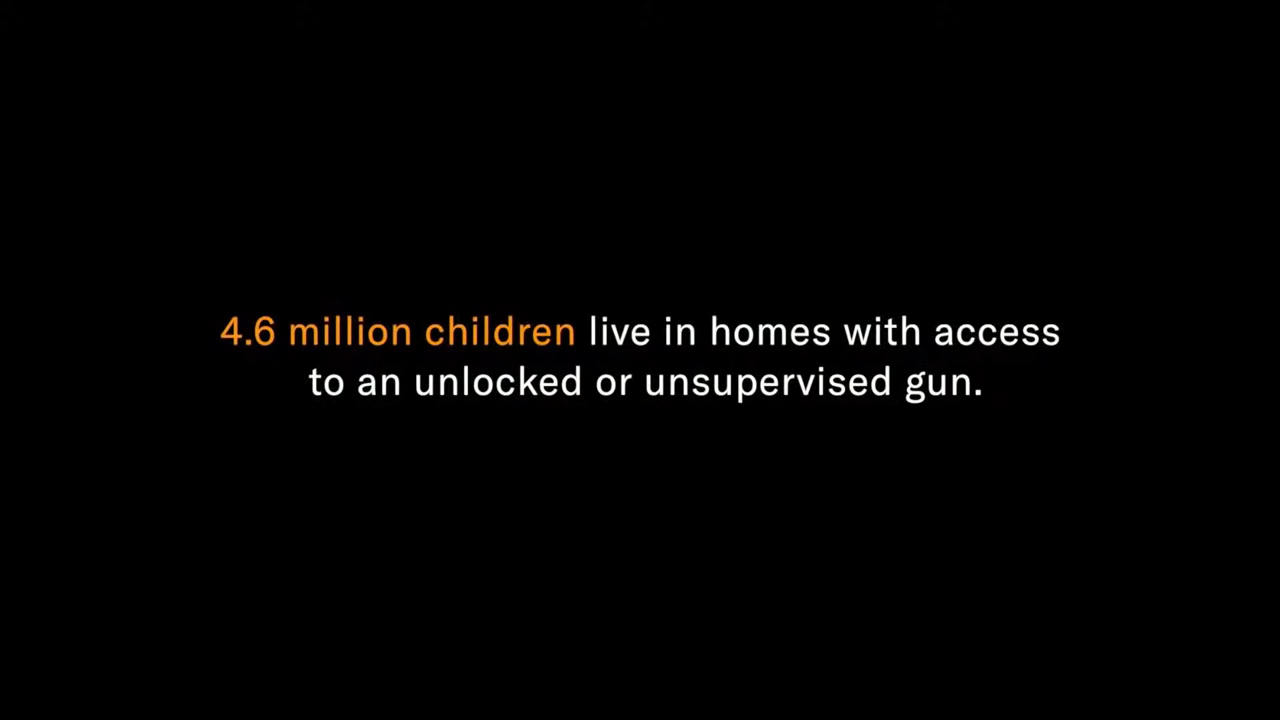 4.6 million children live in homes with access
to an unlocked or unsupervised gun.